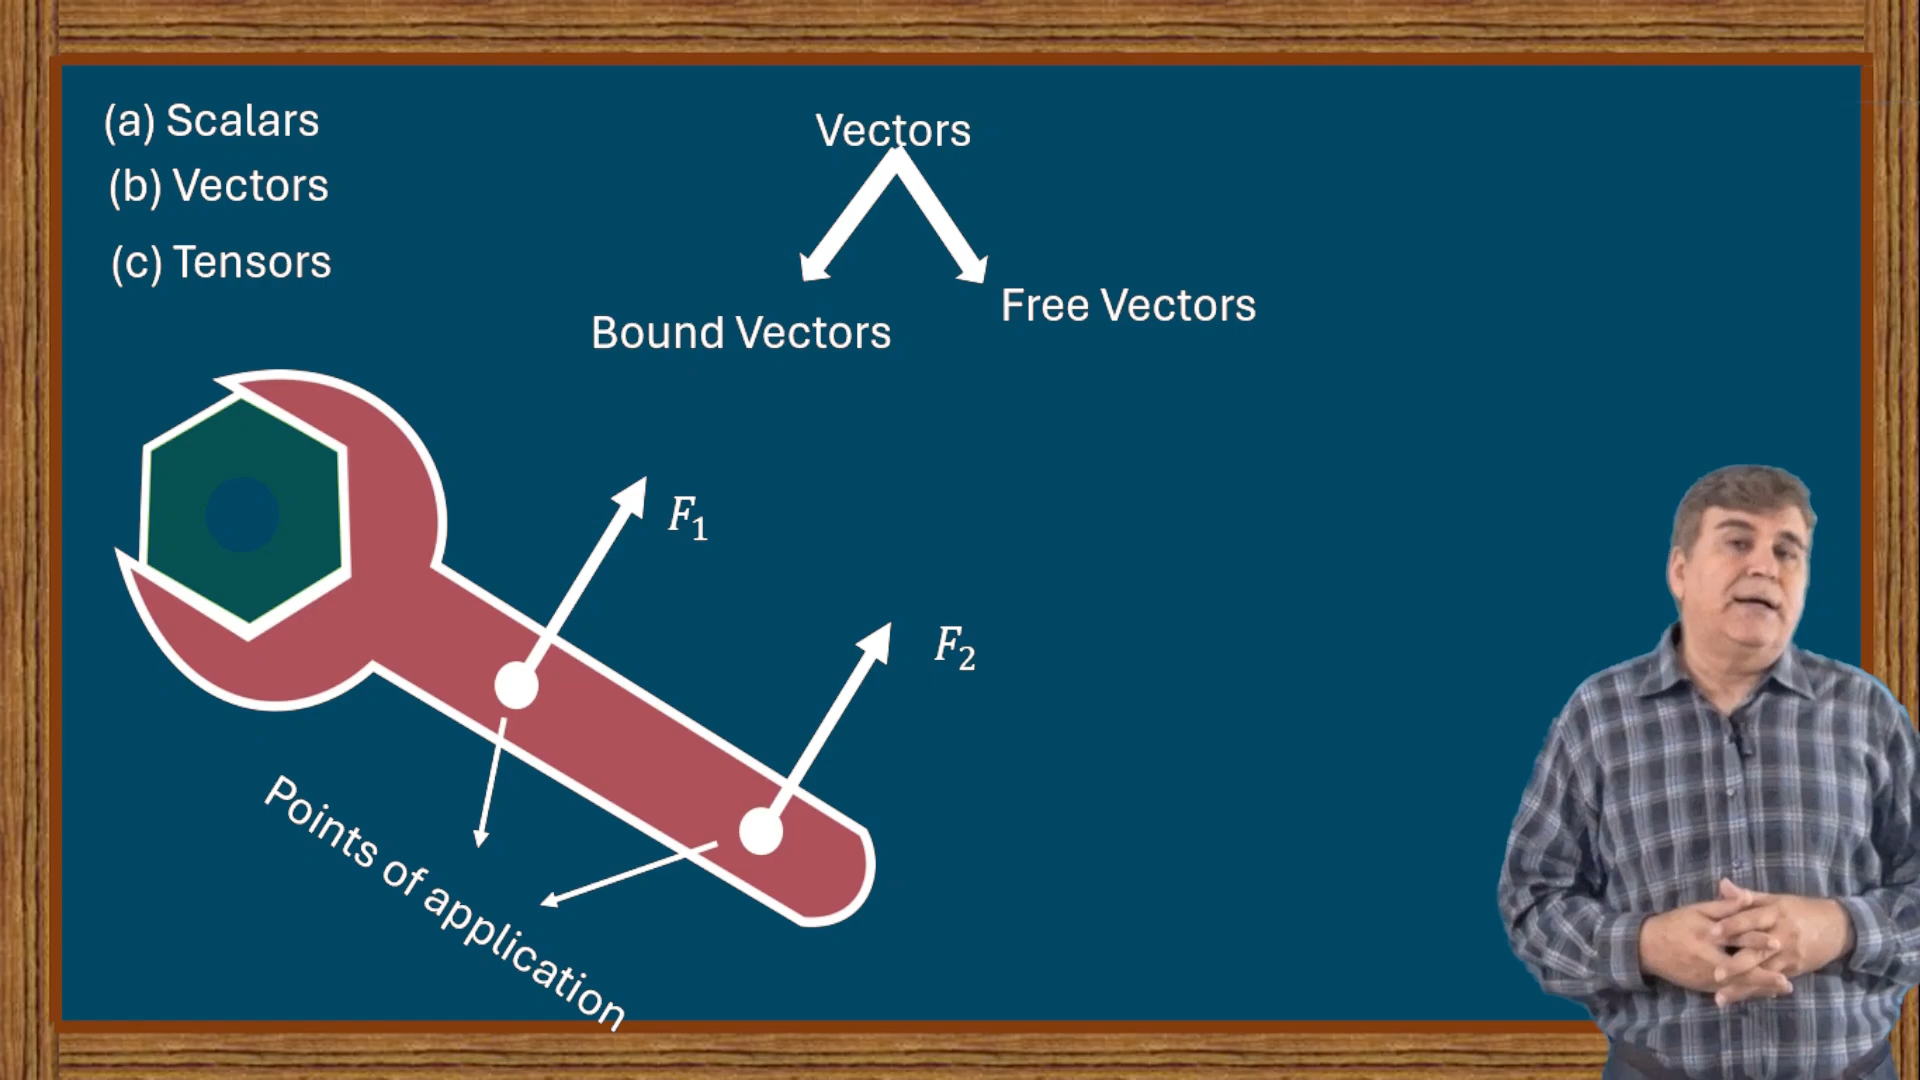 (a) Scalars
(b) Vectors
(c) Tensors
Vectors
Bound Vectors
Free Vectors
F₁
F₂
Points of application